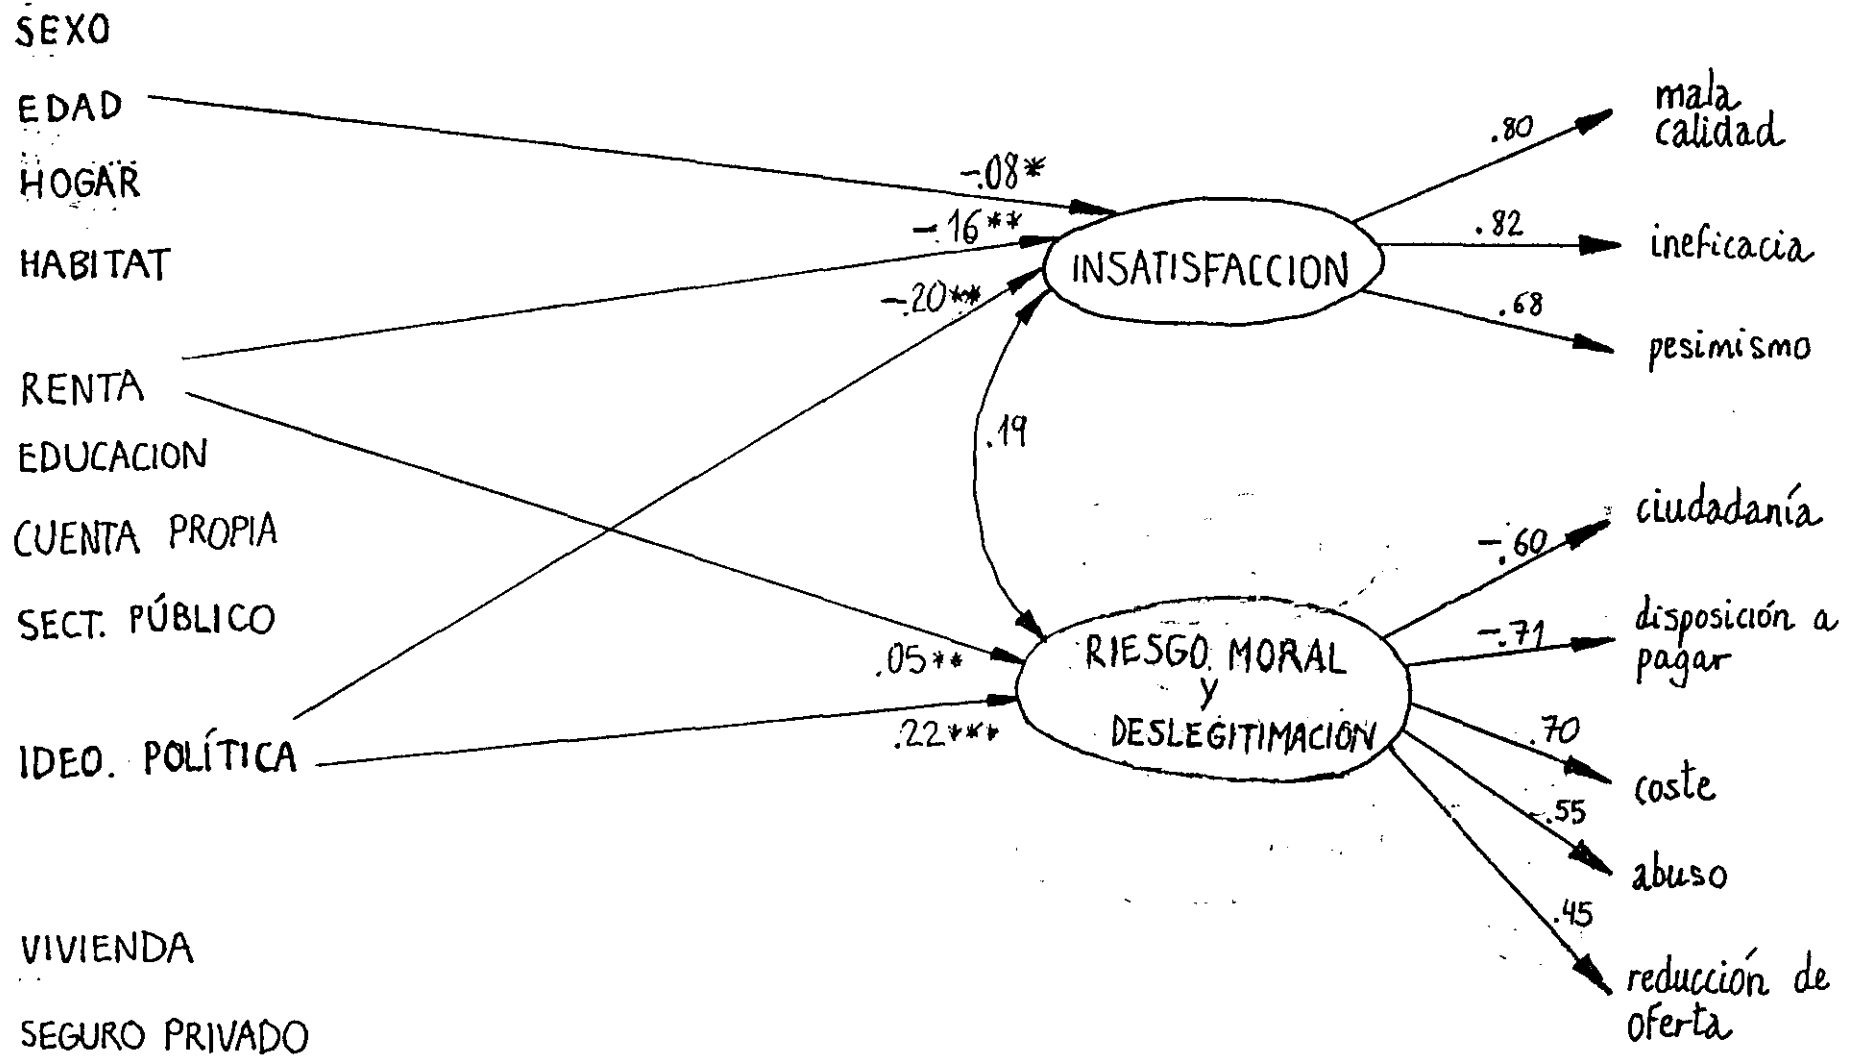 SEXO
EDAD
HOGAR
HABITAT
RENTA
EDUCACION
CUENTA PROPIA
SECT. PÚBLICO
IDEO. POLÍTICA
VIVIENDA
SEGURO PRIVADO
-.08*
-.16**
-.20**
.19
.05**
.22***
INSATISFACCION
RIESGO MORAL
Y
DESLEGITIMACIÓN
.80
.82
.68
-.60
-.71
.70
.55
.45
mala
calidad
ineficacia
pesimismo
ciudadanía
disposición a
pagar
coste
abuso
reducción de
oferta